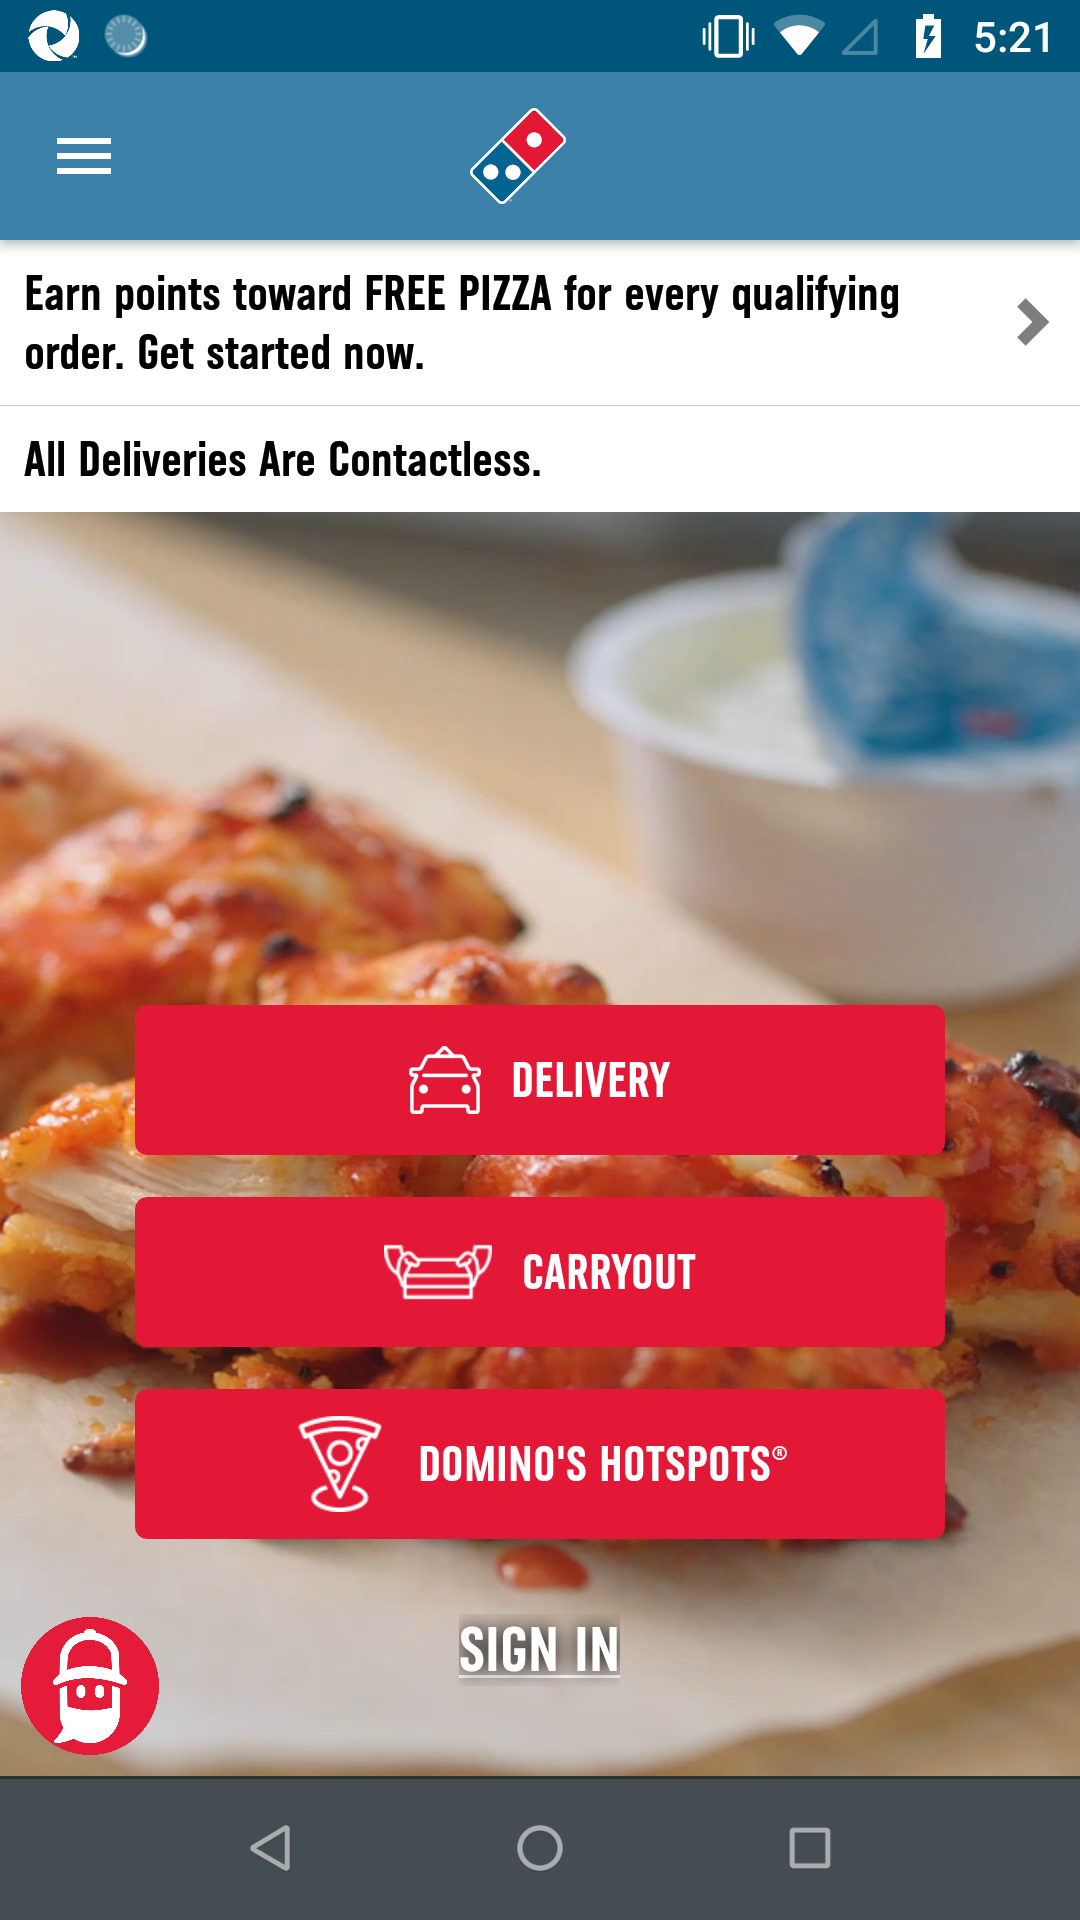 5:21
Earn points toward FREE PIZZA for every qualifying
order. Get started now.
All Deliveries Are Contactless.
DELIVERY
CARRYOUT
DOMINO'S HOTSPOTS®
SIGN IN